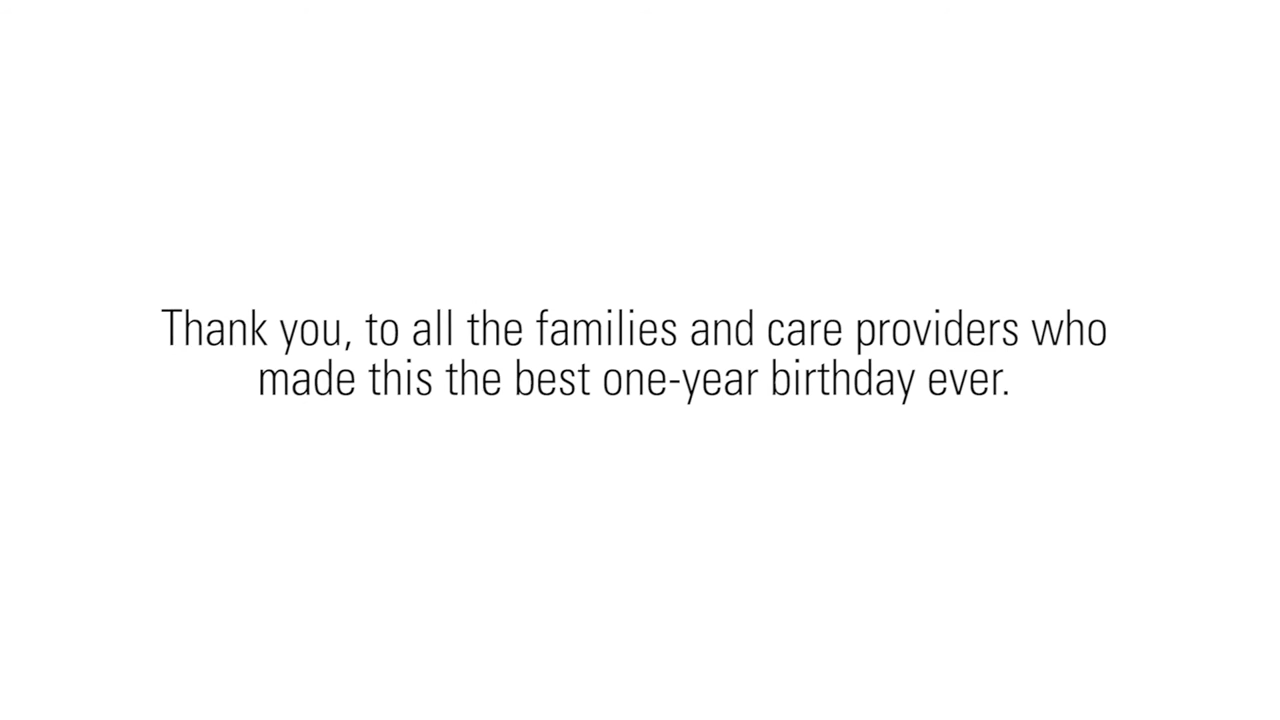 Thank you, to all the families and care providers who
made this the best one-year birthday ever.